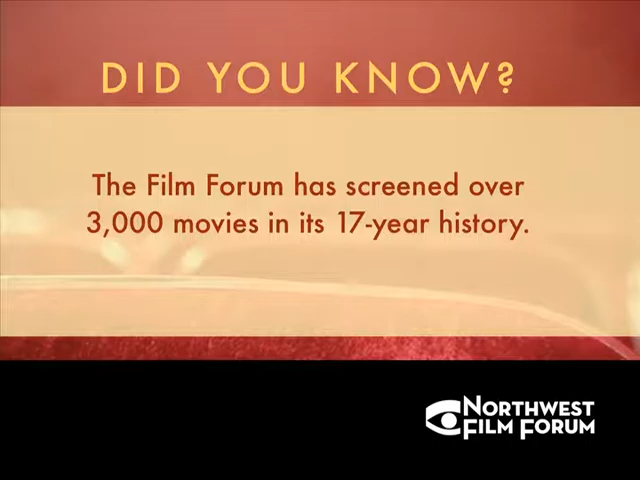 DID YOU KNOW?
The Film Forum has screened over
3,000 movies in its 17-year history.
NORTHWEST
FILM FORUM